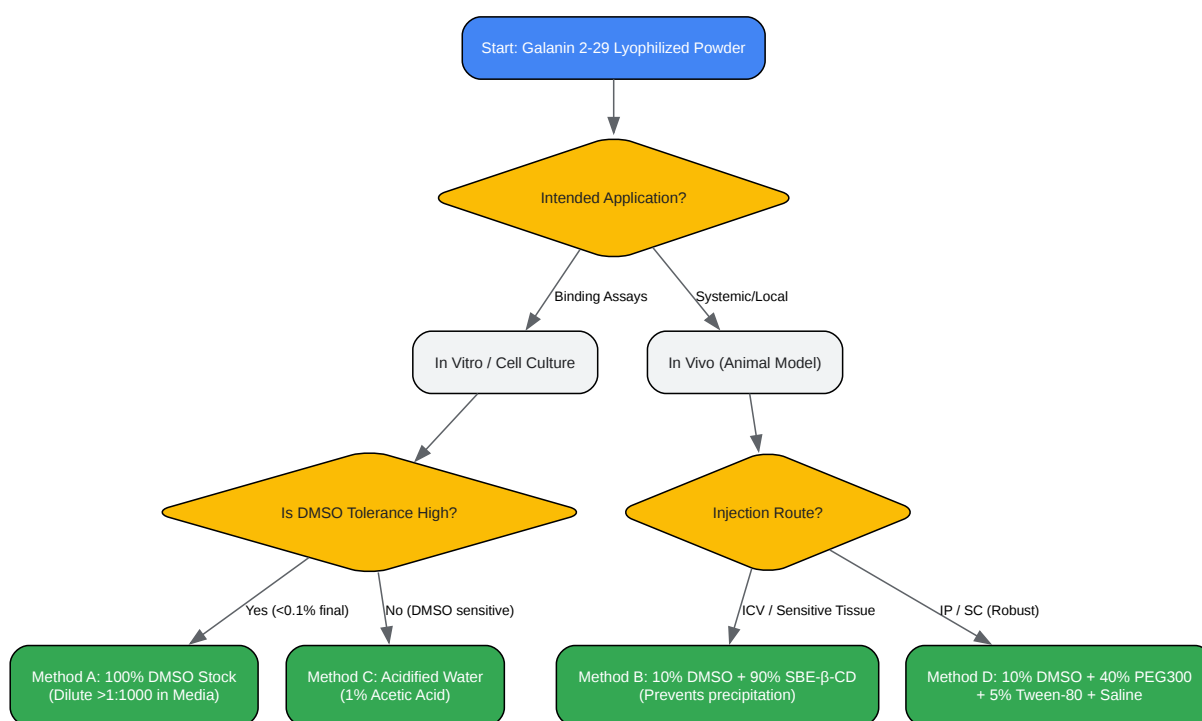 Start: Galanin 2-29 Lyophilized Powder
Intended Application?
Binding Assays
Systemic/Local
In Vitro / Cell Culture
In Vivo (Animal Model)
Is DMSO Tolerance High?
Injection Route?
Yes (<0.1% final)
No (DMSO sensitive)
ICV / Sensitive Tissue
IP / SC (Robust)
Method A: 100% DMSO Stock
(Dilute >1:1000 in Media)
Method C: Acidified Water
(1% Acetic Acid)
Method B: 10% DMSO + 90% SBE-β-CD
(Prevents precipitation)
Method D: 10% DMSO + 40% PEG300
+ 5% Tween-80 + Saline